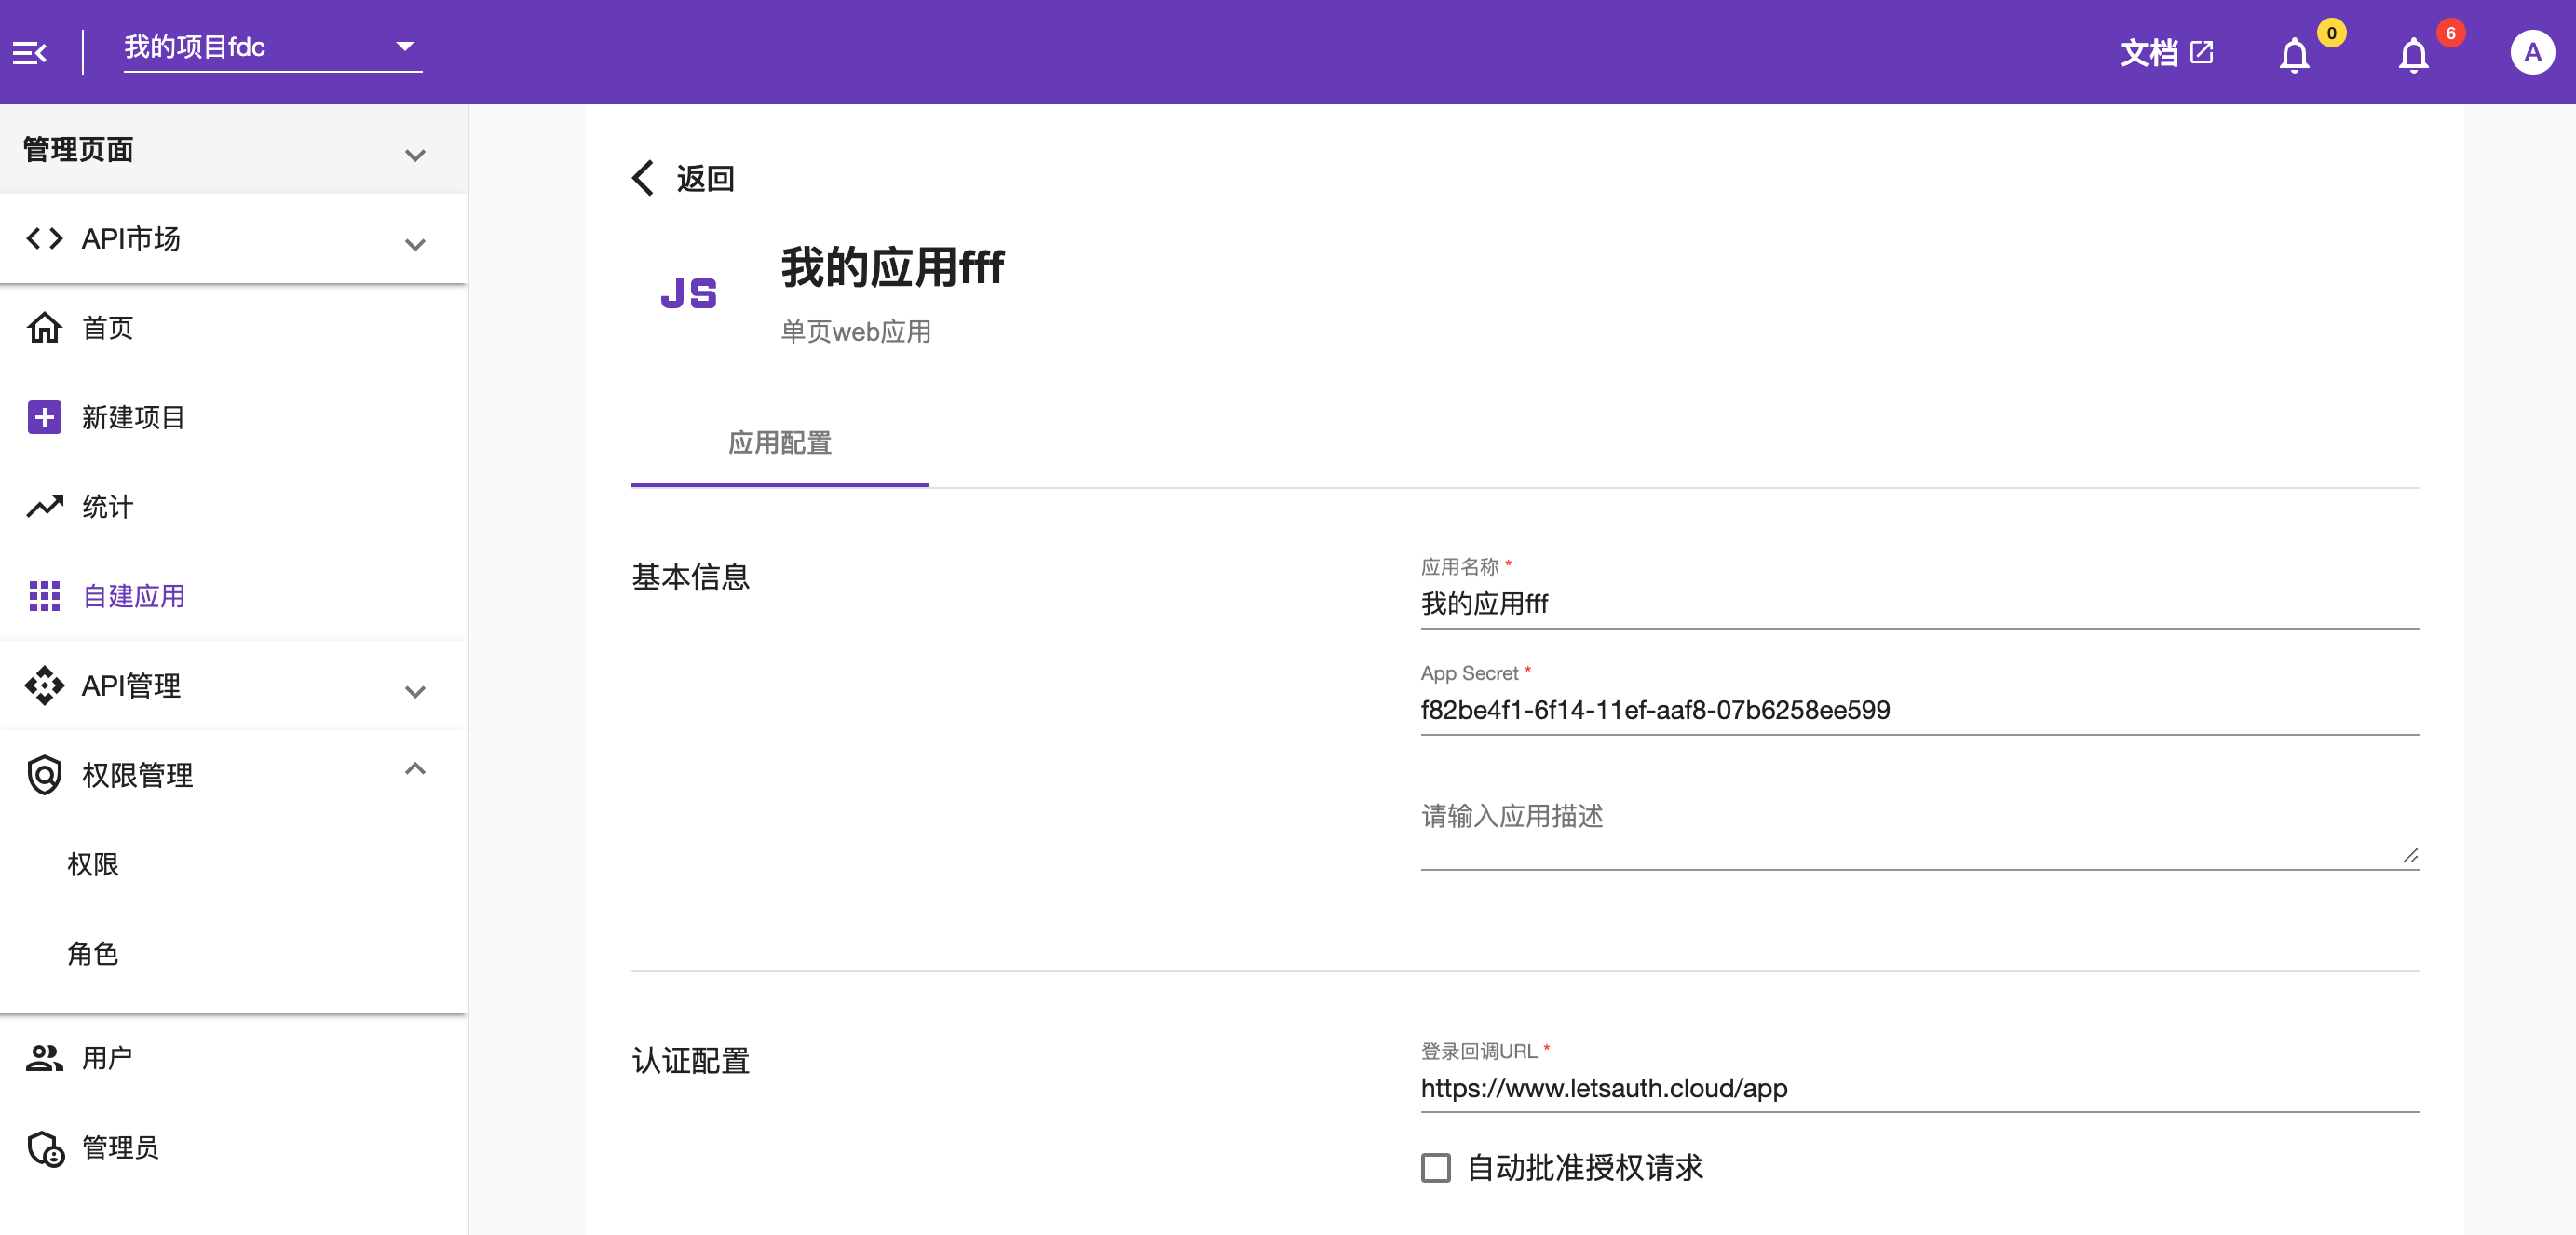 我的项目fdc
文档
0
6
A
管理页面
API市场
首页
新建项目
统计
自建应用
API管理
权限管理
权限
角色
用户
管理员
返回
JS
我的应用fff
单页web应用
应用配置
基本信息
应用名称 *
我的应用fff
App Secret *
f82be4f1-6f14-11ef-aaf8-07b6258ee599
请输入应用描述
认证配置
登录回调URL *
https://www.letsauth.cloud/app
自动批准授权请求